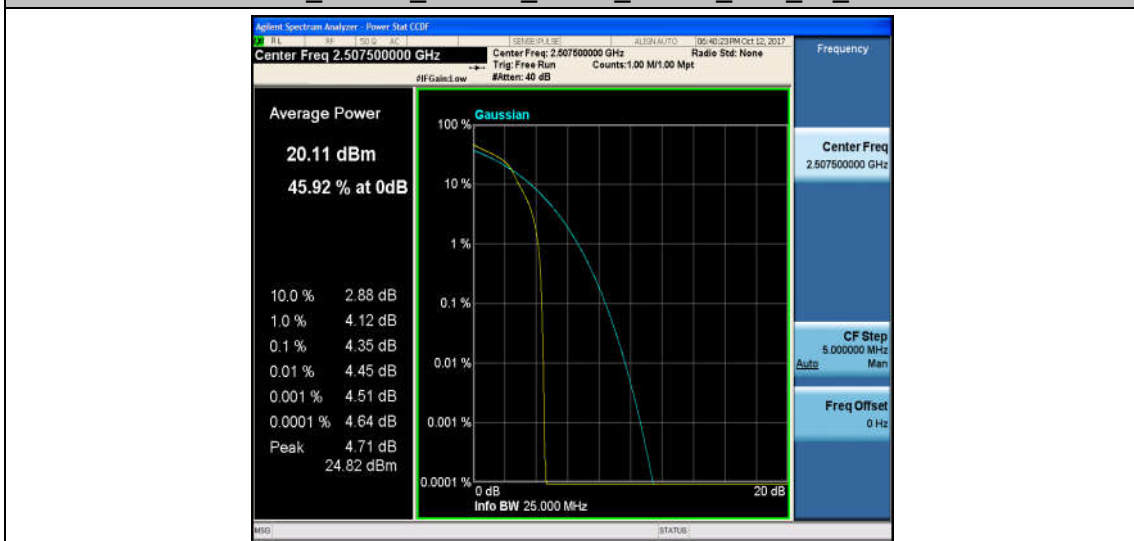 Agilent Spectrum Analyzer - Power Stat CCDF
RL RF 50 Ω AC SENSE:PULSE ALIGN AUTO 06:40:23 PM Oct 12, 2017
Center Freq 2.507500000 GHz
Center Freq: 2.507500000 GHz Radio Std: None
Trig: Free Run Counts:1.00 M/1.00 Mpt
#IFGain:Low #Atten: 40 dB
Frequency
Average Power
20.11 dBm
45.92 % at 0dB
10.0 % 2.88 dB
1.0 % 4.12 dB
0.1 % 4.35 dB
0.01 % 4.45 dB
0.001 % 4.51 dB
0.0001 % 4.64 dB
Peak 4.71 dB
24.82 dBm
Gaussian
100 %
10 %
1 %
0.1 %
0.01 %
0.001 %
0.0001 %
0 dB 20 dB
Info BW 25.000 MHz
Center Freq
2.507500000 GHz
CF Step
5.000000 MHz
Auto Man
Freq Offset
0 Hz
MSG STATUS